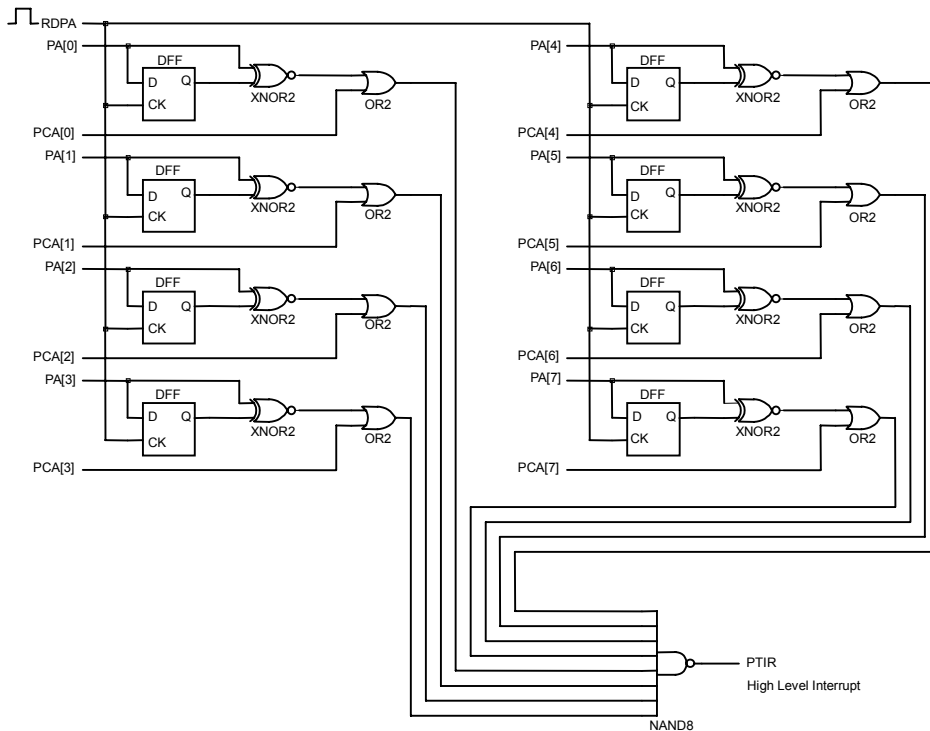 RDPA
PA[0]
DFF
D
Q
CK
XNOR2
OR2
PCA[0]
PA[1]
DFF
D
Q
CK
XNOR2
OR2
PCA[1]
PA[2]
DFF
D
Q
CK
XNOR2
OR2
PCA[2]
PA[3]
DFF
D
Q
CK
XNOR2
OR2
PCA[3]
PA[4]
DFF
D
Q
CK
XNOR2
OR2
PCA[4]
PA[5]
DFF
D
Q
CK
XNOR2
OR2
PCA[5]
PA[6]
DFF
D
Q
CK
XNOR2
OR2
PCA[6]
PA[7]
DFF
D
Q
CK
XNOR2
OR2
PCA[7]
PTIR
High Level Interrupt
NAND8